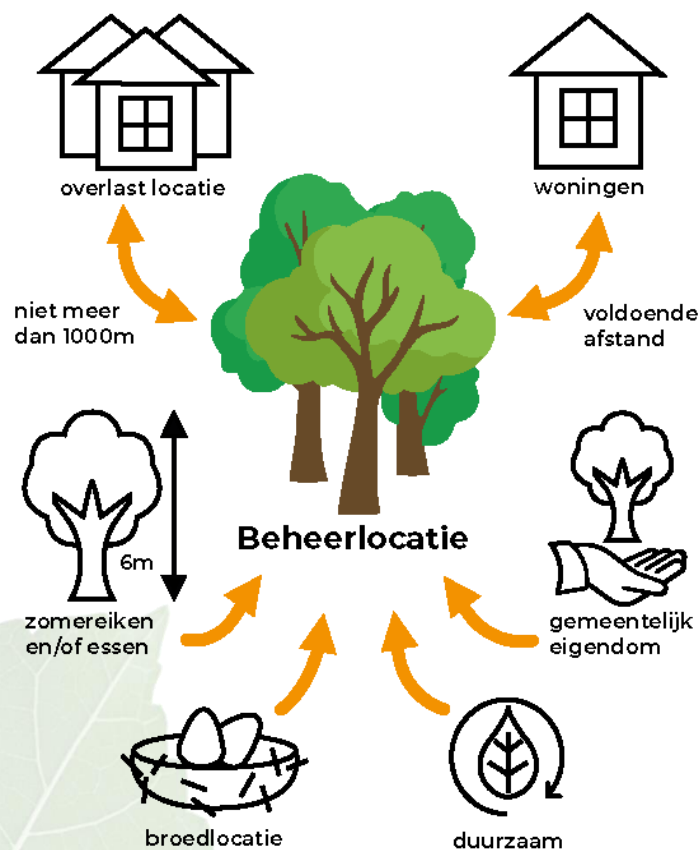 overlast locatie
woningen
niet meer
dan 1000m
voldoende
afstand
Beheerlocatie
6m
zomereiken
en/of essen
gemeentelijk
eigendom
broedlocatie
duurzaam